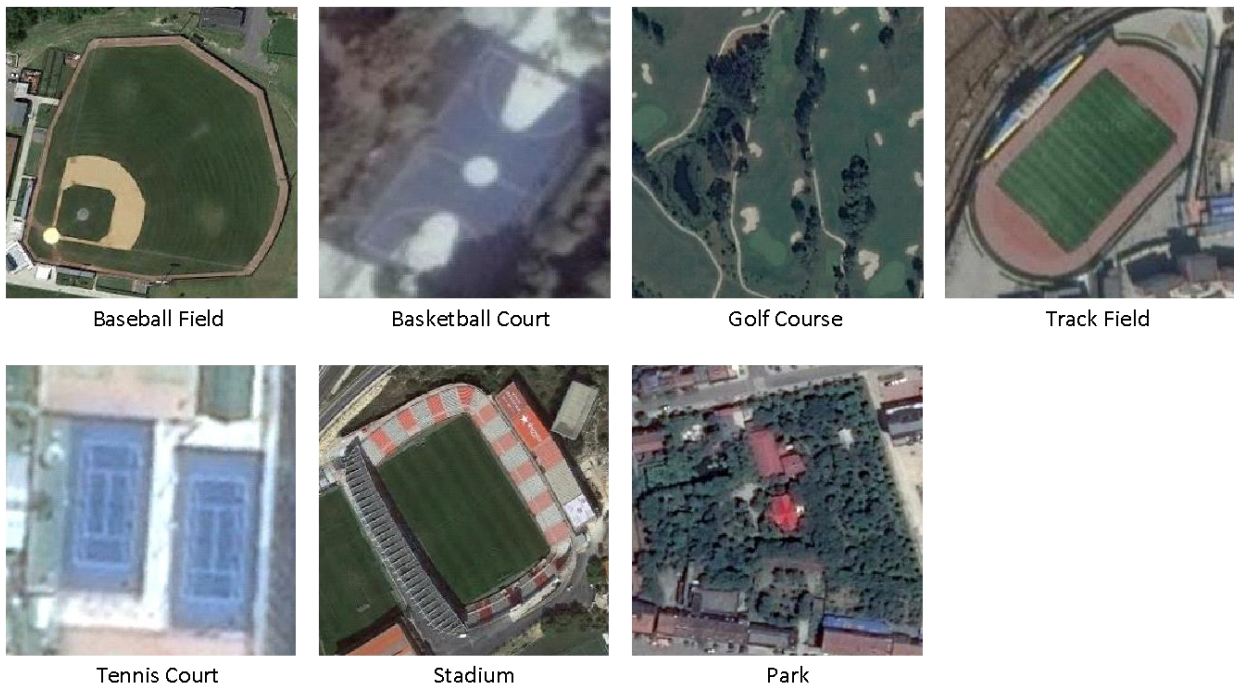 Baseball Field
Basketball Court
Golf Course
Track Field
Tennis Court
Stadium
Park